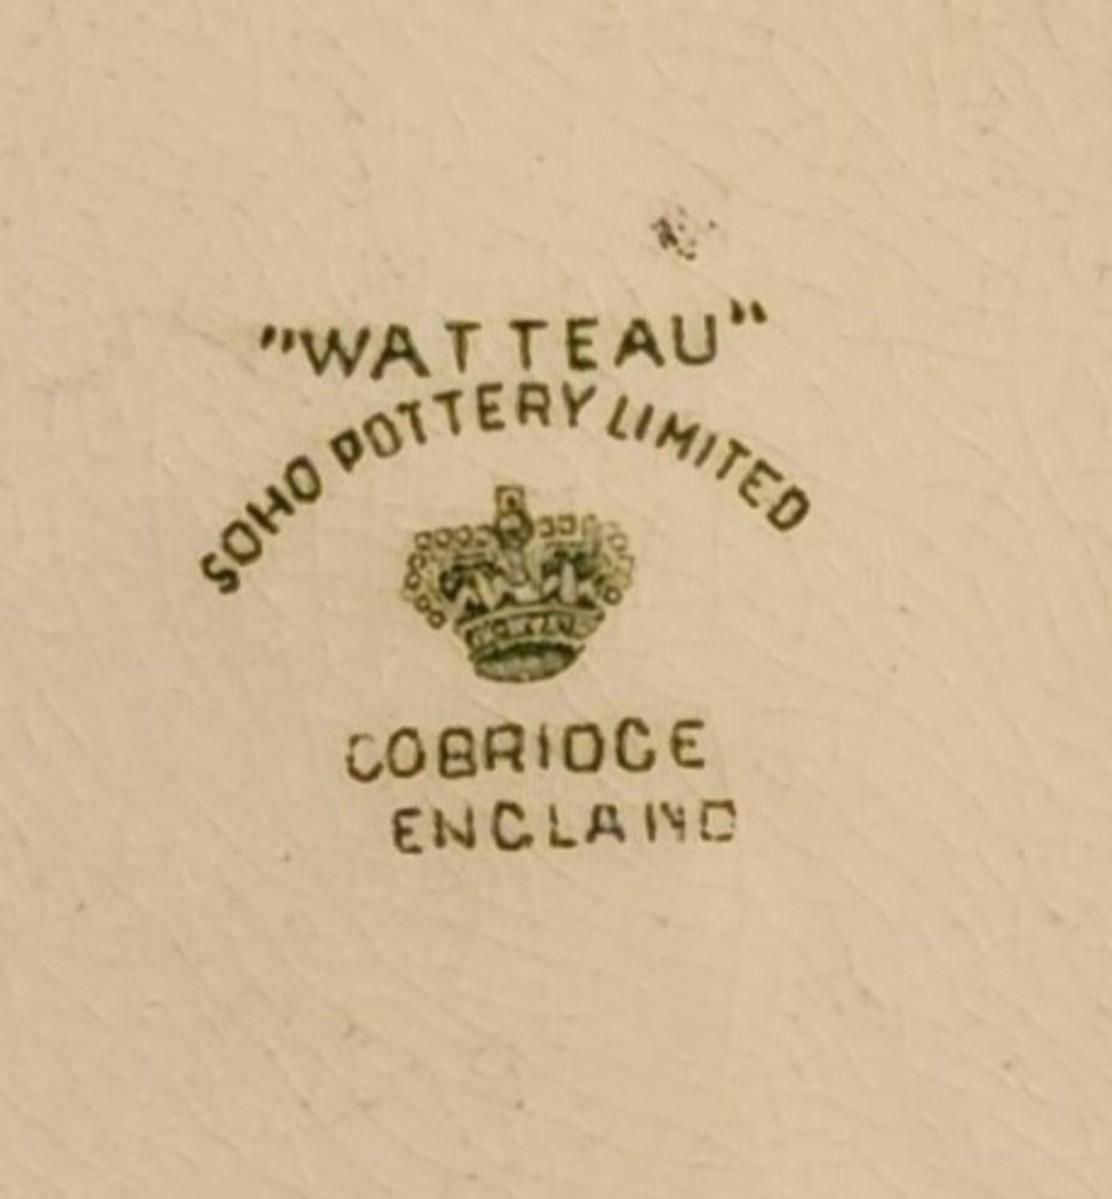 "WATTEAU"
SOHO POTTERY LIMITED
COBRIDGE
ENGLAND